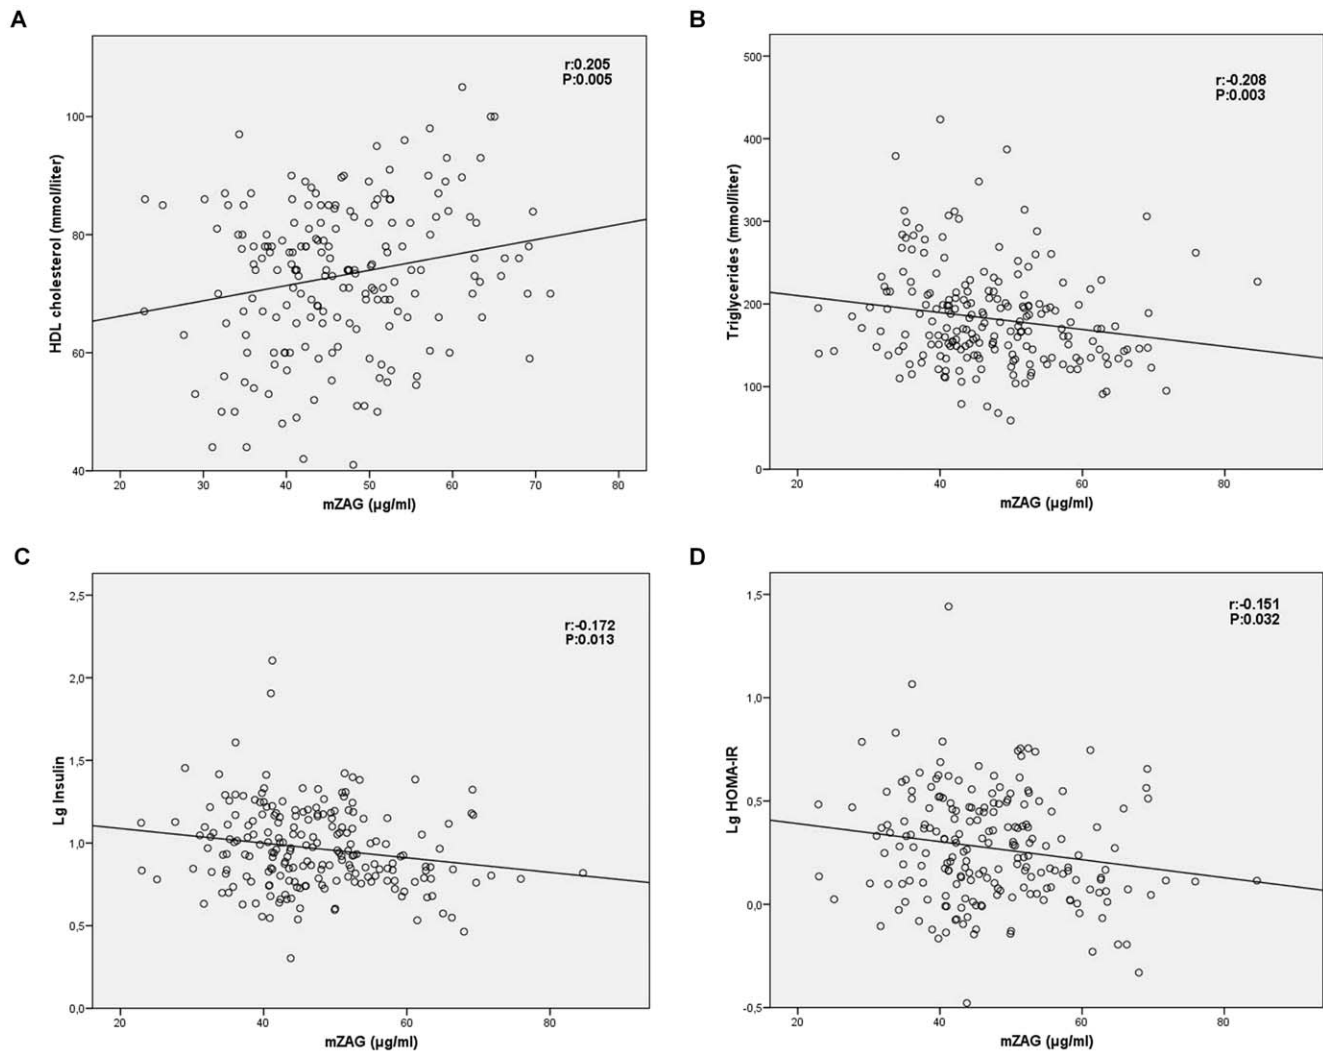 A
r:0.205
P:0.005
HDL cholesterol (mmol/liter)
100
80
60
40
20
30
40
50
60
70
80
mZAG (µg/ml)
B
r:-0.208
P:0.003
Triglycerides (mmol/liter)
500
400
300
200
100
0
20
40
60
80
mZAG (µg/ml)
C
r:-0.172
P:0.013
Lg Insulin
2,5
2,0
1,5
1,0
0,5
0,0
20
40
60
80
mZAG (µg/ml)
D
r:-0.151
P:0.032
Lg HOMA-IR
1,5
1,0
0,5
0,0
-0,5
20
40
60
80
mZAG (µg/ml)